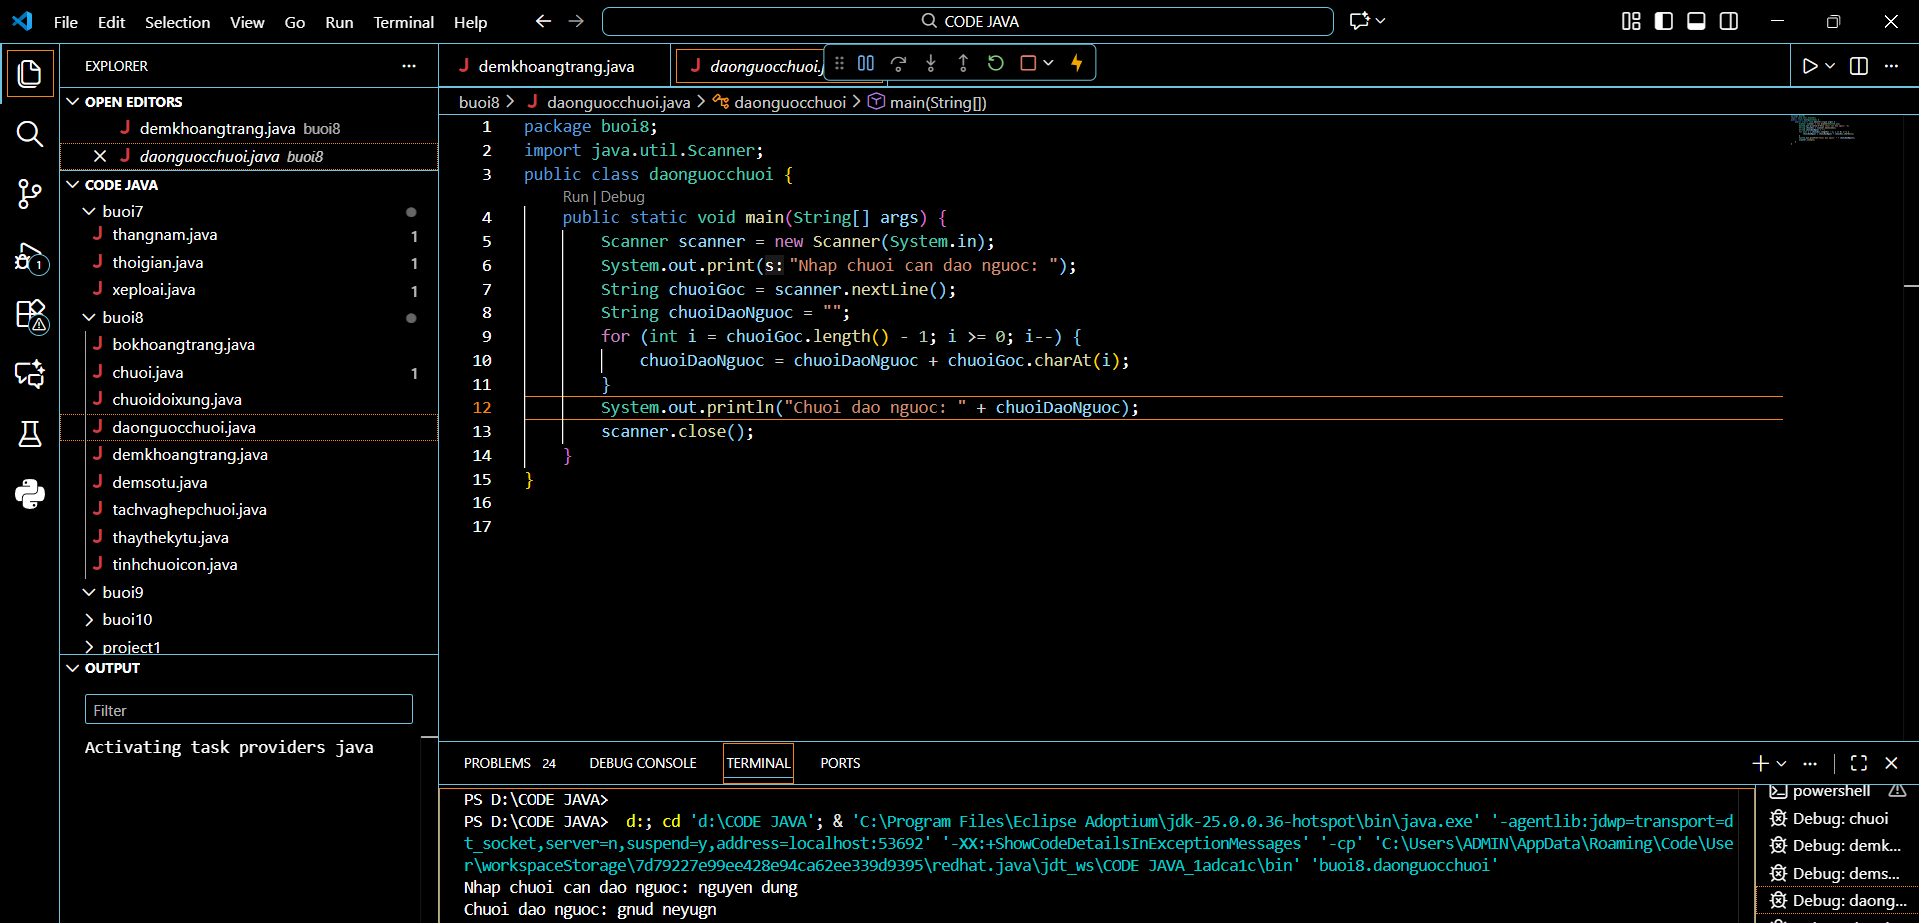 File Edit Selection View Go Run Terminal Help
CODE JAVA
EXPLORER
OPEN EDITORS
demkhoangtrang.java buoi8
daonguocchuoi.java buoi8
CODE JAVA
buoi7
thangnam.java 1
thoigian.java 1
xeploai.java 1
buoi8
bokhoangtrang.java
chuoi.java 1
chuoidoixung.java
daonguocchuoi.java
demkhoangtrang.java
demsotu.java
tachvaghepchuoi.java
thaythekytu.java
tinhchuoicon.java
buoi9
buoi10
project1
OUTPUT
Filter
Activating task providers java
1
demkhoangtrang.java
daonguocchuoi.j
buoi8 > daonguocchuoi.java > daonguocchuoi > main(String[])
1 package buoi8;
2 import java.util.Scanner;
3 public class daonguocchuoi {
Run | Debug
4 public static void main(String[] args) {
5 Scanner scanner = new Scanner(System.in);
6 System.out.print(s: "Nhap chuoi can dao nguoc: ");
7 String chuoiGoc = scanner.nextLine();
8 String chuoiDaoNguoc = "";
9 for (int i = chuoiGoc.length() - 1; i >= 0; i--) {
10 chuoiDaoNguoc = chuoiDaoNguoc + chuoiGoc.charAt(i);
11 }
12 System.out.println("Chuoi dao nguoc: " + chuoiDaoNguoc);
13 scanner.close();
14 }
15 }
16
17
PROBLEMS 24 DEBUG CONSOLE TERMINAL PORTS
PS D:\CODE JAVA>
PS D:\CODE JAVA> d:; cd 'd:\CODE JAVA'; & 'C:\Program Files\Eclipse Adoptium\jdk-25.0.0.36-hotspot\bin\java.exe' '-agentlib:jdwp=transport=d
t_socket,server=n,suspend=y,address=localhost:53692' '-XX:+ShowCodeDetailsInExceptionMessages' '-cp' 'C:\Users\ADMIN\AppData\Roaming\Code\Use
r\workspaceStorage\7d79227e99ee428e94ca62ee339d9395\redhat.java\jdt_ws\CODE JAVA_1adca1c\bin' 'buoi8.daonguocchuoi'
Nhap chuoi can dao nguoc: nguyen dung
Chuoi dao nguoc: gnud neyugn
powershell
Debug: chuoi
Debug: demk...
Debug: dems...
Debug: daong...